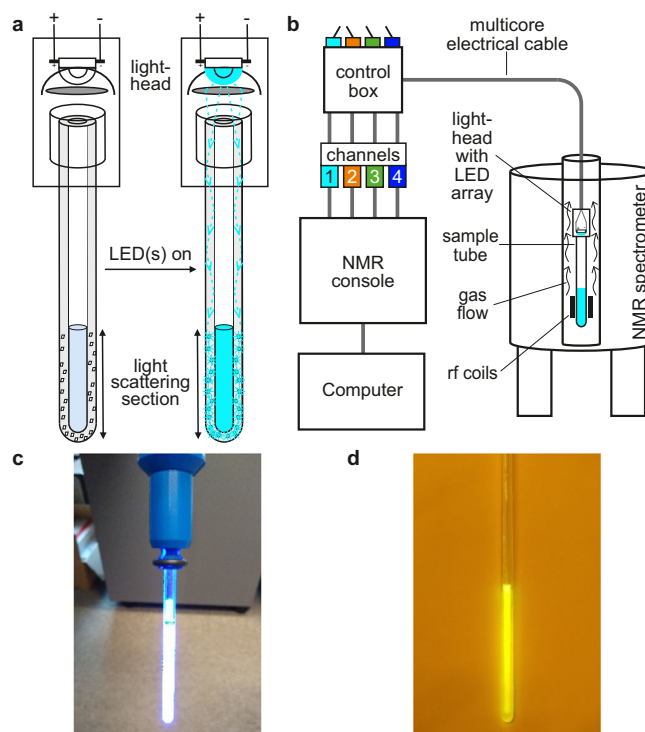 a
+
-
+
-
light-
head
LED(s) on
light
scattering
section
b
multicore
electrical cable
control
box
channels
1
2
3
4
NMR
console
Computer
light-
head
with
LED
array
sample
tube
gas
flow
rf coils
NMR spectrometer
c
d